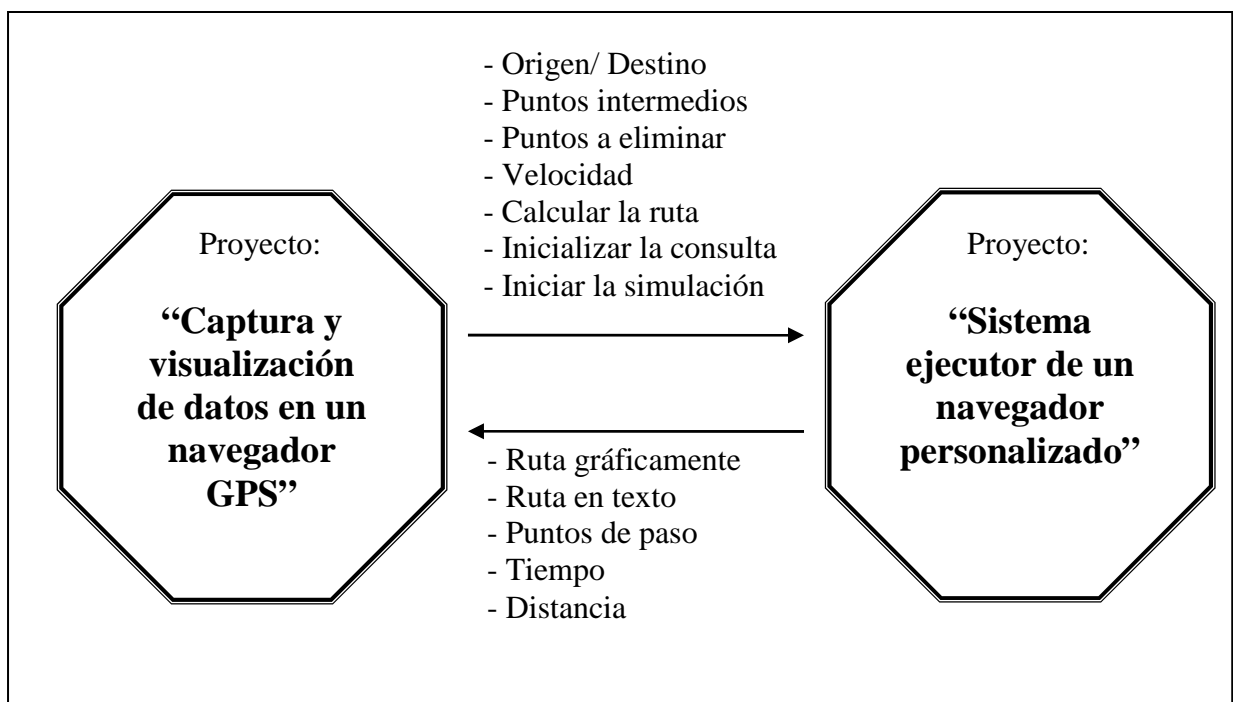 - Origen/ Destino
- Puntos intermedios
- Puntos a eliminar
- Velocidad
- Calcular la ruta
- Inicializar la consulta
- Iniciar la simulación
Proyecto:
“Captura y
visualización
de datos en un
navegador
GPS”
Proyecto:
“Sistema
ejecutor de un
navegador
personalizado”
- Ruta gráficamente
- Ruta en texto
- Puntos de paso
- Tiempo
- Distancia